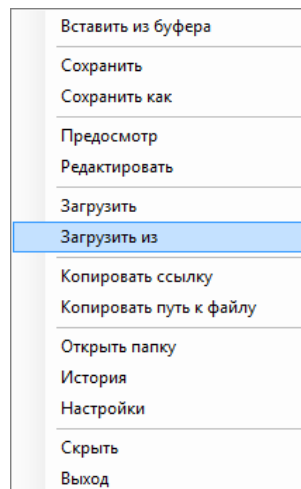 Вставить из буфера
Сохранить
Сохранить как
Предосмотр
Редактировать
Загрузить
Загрузить из
Копировать ссылку
Копировать путь к файлу
Открыть папку
История
Настройки
Скрыть
Выход